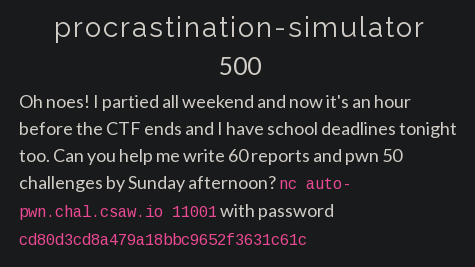 procrastination-simulator
500
Oh noes! I partied all weekend and now it's an hour
before the CTF ends and I have school deadlines tonight
too. Can you help me write 60 reports and pwn 50
challenges by Sunday afternoon? nc auto-
pwn.chal.csaw.io 11001 with password
cd80d3cd8a479a18bbc9652f3631c61c